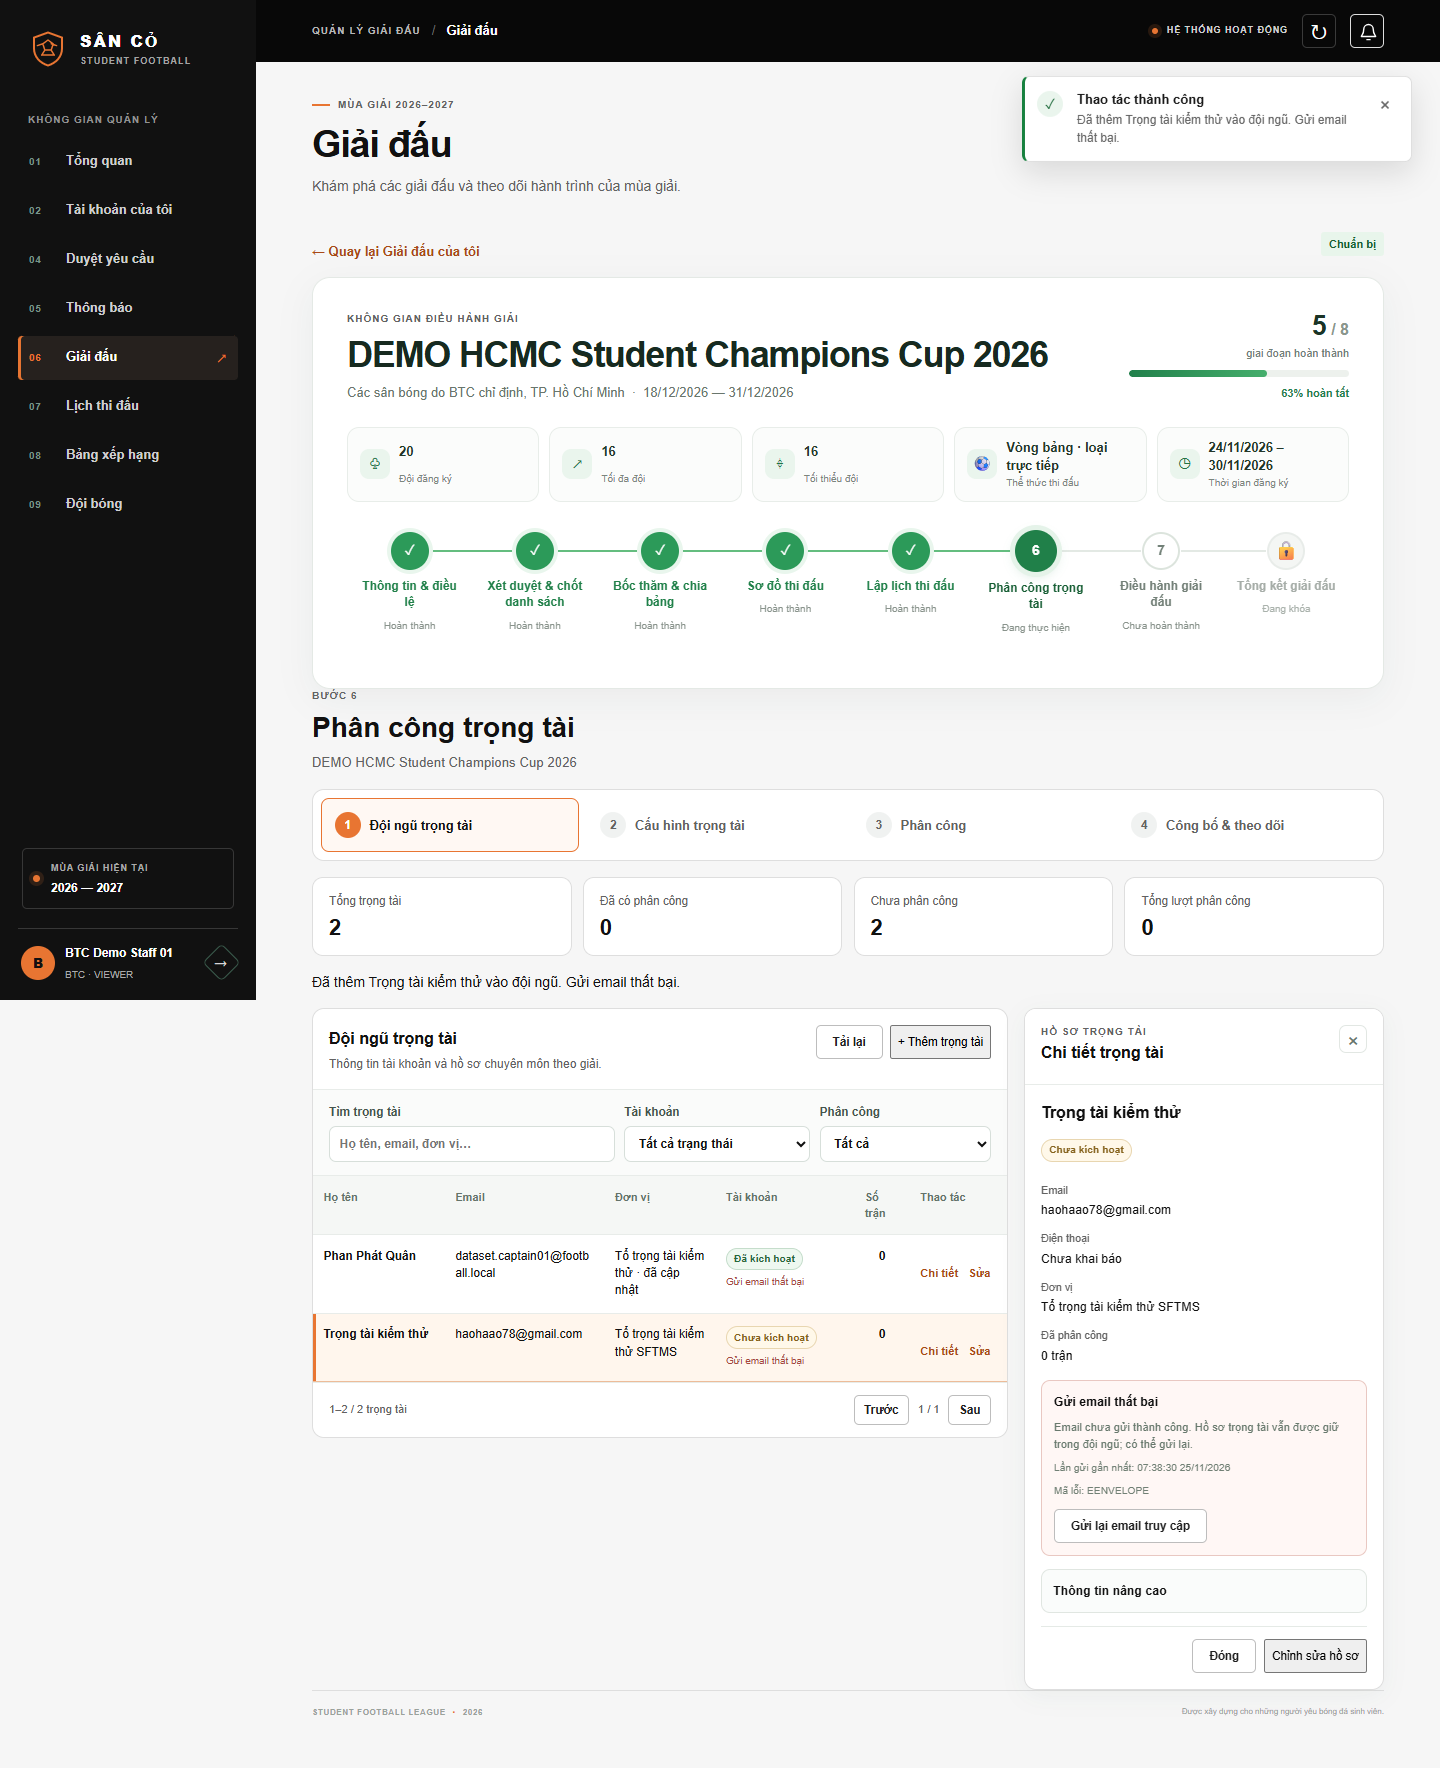 SÂN CỎ
STUDENT FOOTBALL
KHÔNG GIAN QUẢN LÝ
01 Tổng quan
02 Tài khoản của tôi
04 Duyệt yêu cầu
05 Thông báo
06 Giải đấu ↗
07 Lịch thi đấu
08 Bảng xếp hạng
09 Đội bóng
MÙA GIẢI HIỆN TẠI
2026 — 2027
B
BTC Demo Staff 01
BTC · VIEWER
→
QUẢN LÝ GIẢI ĐẤU / Giải đấu
HỆ THỐNG HOẠT ĐỘNG ↻
✓ Thao tác thành công ×
Đã thêm Trọng tài kiểm thử vào đội ngũ. Gửi email
thất bại.
MÙA GIẢI 2026–2027
Giải đấu
Khám phá các giải đấu và theo dõi hành trình của mùa giải.
← Quay lại Giải đấu của tôi
Chuẩn bị
KHÔNG GIAN ĐIỀU HÀNH GIẢI
DEMO HCMC Student Champions Cup 2026
Các sân bóng do BTC chỉ định, TP. Hồ Chí Minh · 18/12/2026 — 31/12/2026
5 / 8
giai đoạn hoàn thành
63% hoàn tất
20
Đội đăng ký
16
Tối đa đội
16
Tối thiểu đội
Vòng bảng · loại
trực tiếp
Thể thức thi đấu
24/11/2026 –
30/11/2026
Thời gian đăng ký
✓
Thông tin & điều
lệ
Hoàn thành
✓
Xét duyệt & chốt
danh sách
Hoàn thành
✓
Bốc thăm & chia
bảng
Hoàn thành
✓
Sơ đồ thi đấu
Hoàn thành
✓
Lập lịch thi đấu
Hoàn thành
6
Phân công trọng
tài
Đang thực hiện
7
Điều hành giải
đấu
Chưa hoàn thành
Tổng kết giải đấu
Đang khóa
BƯỚC 6
Phân công trọng tài
DEMO HCMC Student Champions Cup 2026
1 Đội ngũ trọng tài
2 Cấu hình trọng tài
3 Phân công
4 Công bố & theo dõi
Tổng trọng tài
2
Đã có phân công
0
Chưa phân công
2
Tổng lượt phân công
0
Đã thêm Trọng tài kiểm thử vào đội ngũ. Gửi email thất bại.
Đội ngũ trọng tài
Thông tin tài khoản và hồ sơ chuyên môn theo giải.
Tải lại
+ Thêm trọng tài
Tìm trọng tài
Họ tên, email, đơn vị...
Tài khoản
Tất cả trạng thái
Phân công
Tất cả
Họ tên Email Đơn vị Tài khoản Số
trận Thao tác
Phan Phát Quân
dataset.captain01@footb
all.local
Tổ trọng tài kiểm
thử · đã cập
nhật
Đã kích hoạt
Gửi email thất bại
0
Chi tiết Sửa
Trọng tài kiểm thử
haohaao78@gmail.com
Tổ trọng tài kiểm
thử SFTMS
Chưa kích hoạt
Gửi email thất bại
0
Chi tiết Sửa
1–2 / 2 trọng tài
Trước 1 / 1 Sau
HỒ SƠ TRỌNG TÀI
Chi tiết trọng tài
×
Trọng tài kiểm thử
Chưa kích hoạt
Email
haohaao78@gmail.com
Điện thoại
Chưa khai báo
Đơn vị
Tổ trọng tài kiểm thử SFTMS
Đã phân công
0 trận
Gửi email thất bại
Email chưa gửi thành công. Hồ sơ trọng tài vẫn được giữ
trong đội ngũ; có thể gửi lại.
Lần gửi gần nhất: 07:38:30 25/11/2026
Mã lỗi: EENVELOPE
Gửi lại email truy cập
Thông tin nâng cao
Đóng
Chỉnh sửa hồ sơ
STUDENT FOOTBALL LEAGUE • 2026
Được xây dựng cho những người yêu bóng đá sinh viên.